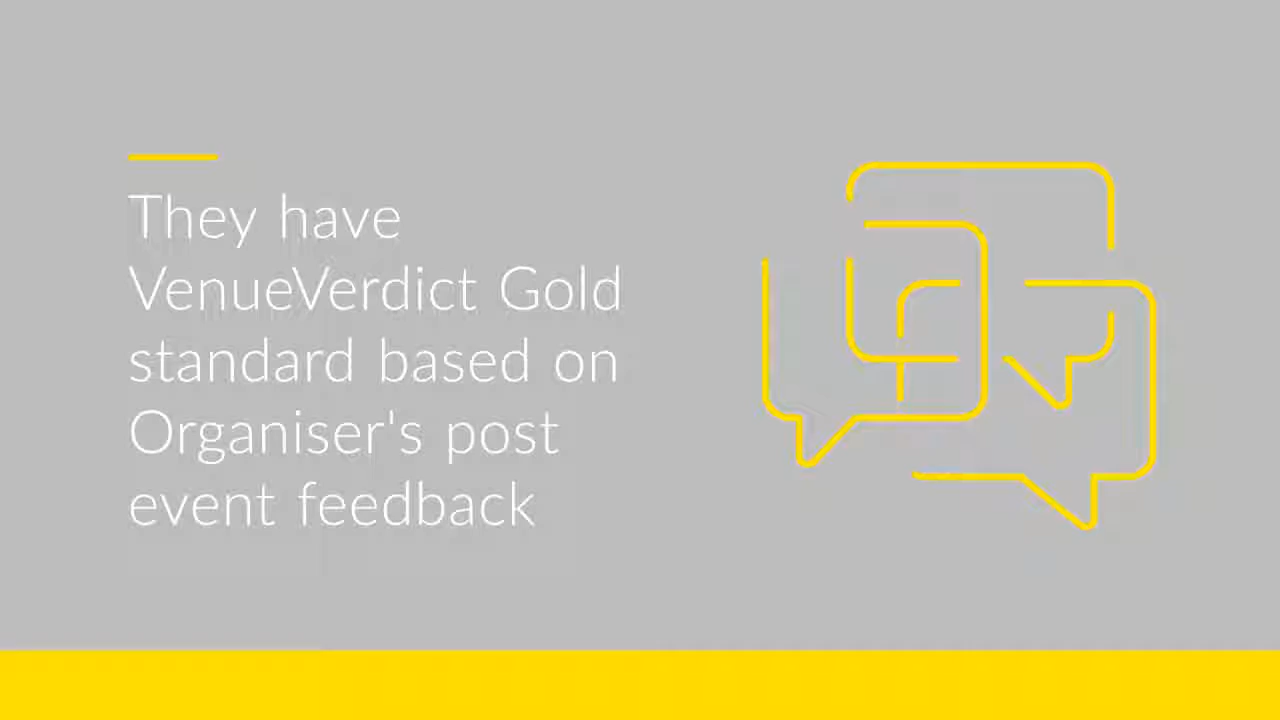 They have
VenueVerdict Gold
standard based on
Organiser's post
event feedback